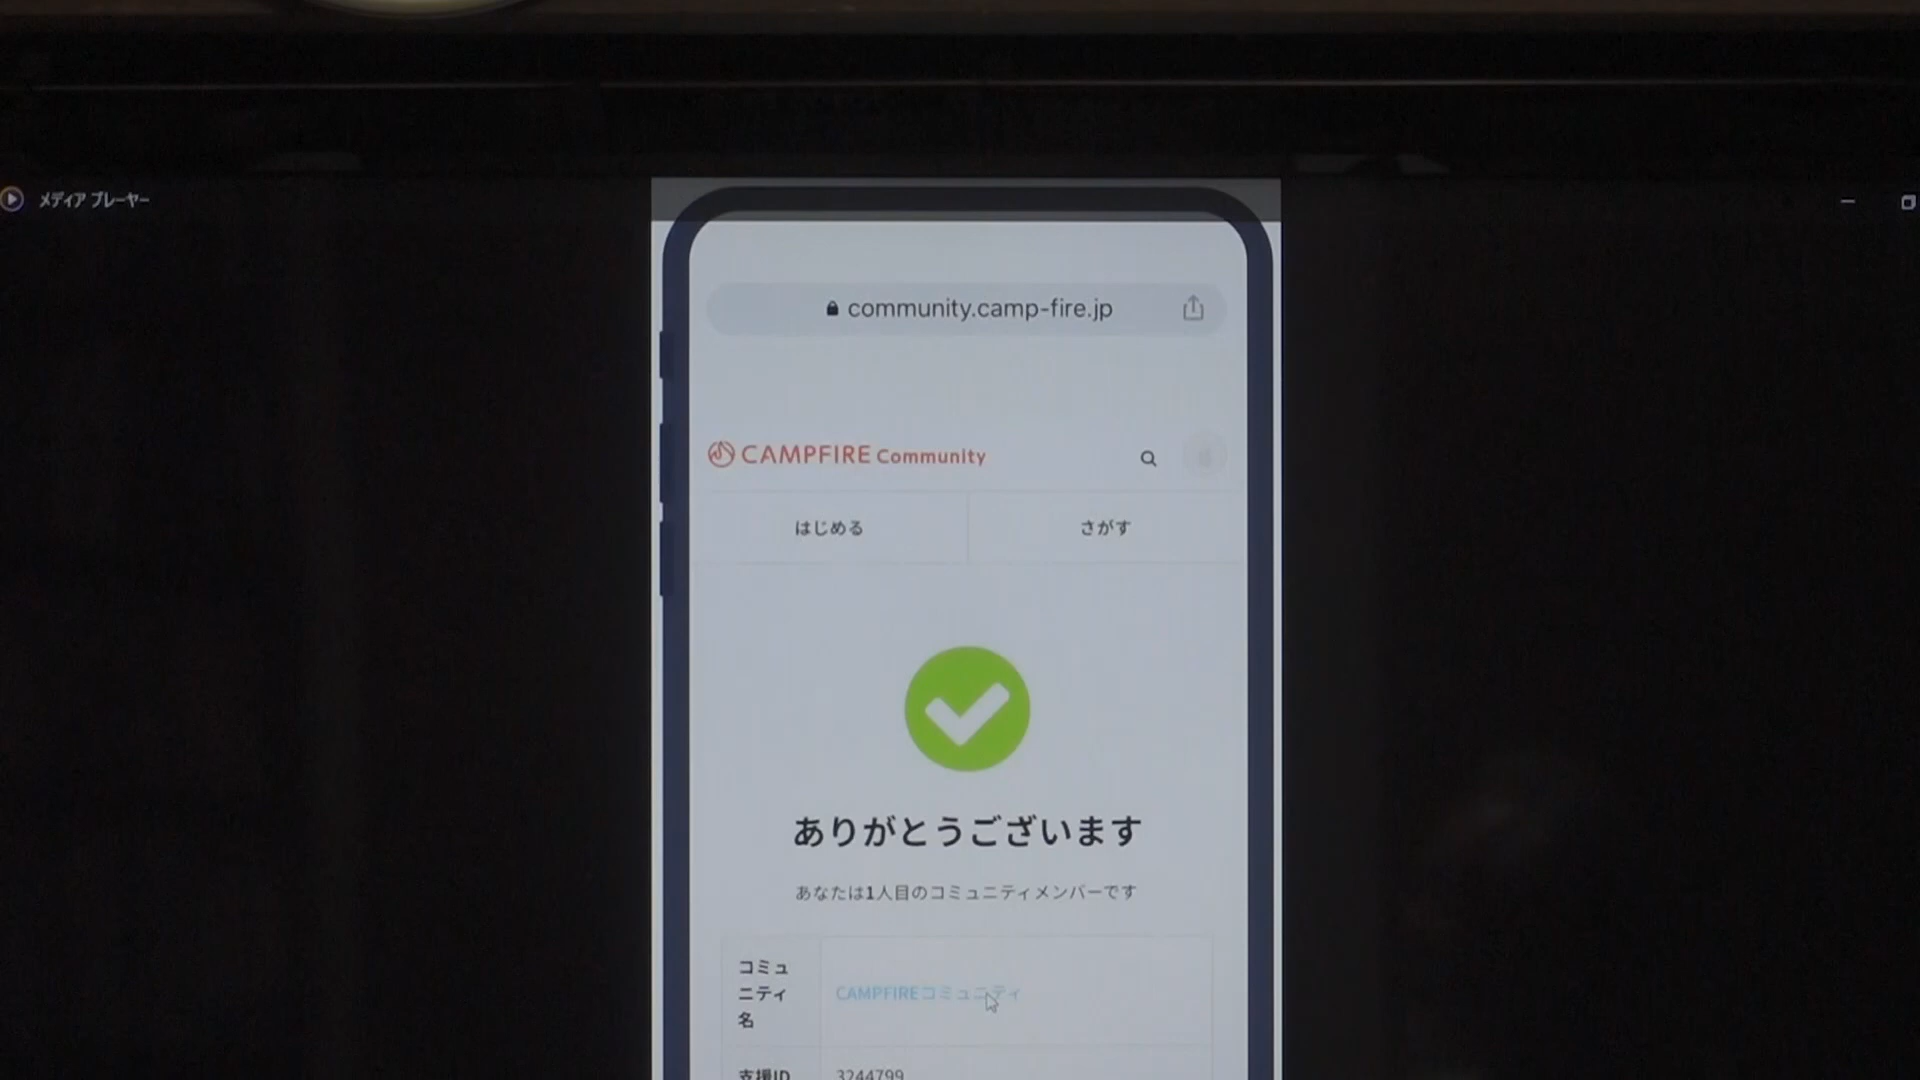 メディア プレーヤー
community.camp-fire.jp
CAMPFIRE Community
はじめる
さがす
ありがとうございます
あなたは1人目のコミュニティメンバーです
コミュ
ニティ
名
CAMPFIREコミュニティ
支援ID
3244799